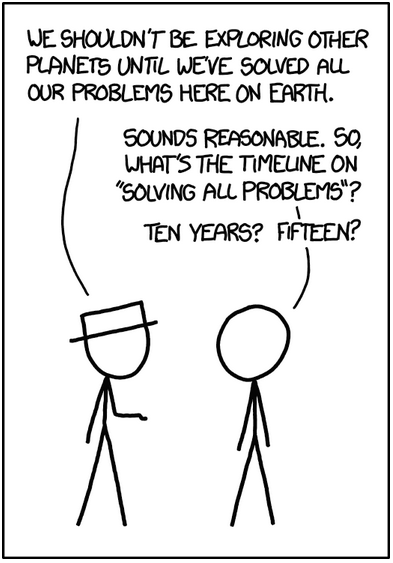 WE SHOULDN'T BE EXPLORING OTHER
PLANETS UNTIL WE'VE SOLVED ALL
OUR PROBLEMS HERE ON EARTH.
SOUNDS REASONABLE. SO,
WHAT'S THE TIMELINE ON
"SOLVING ALL PROBLEMS"?
TEN YEARS? FIFTEEN?